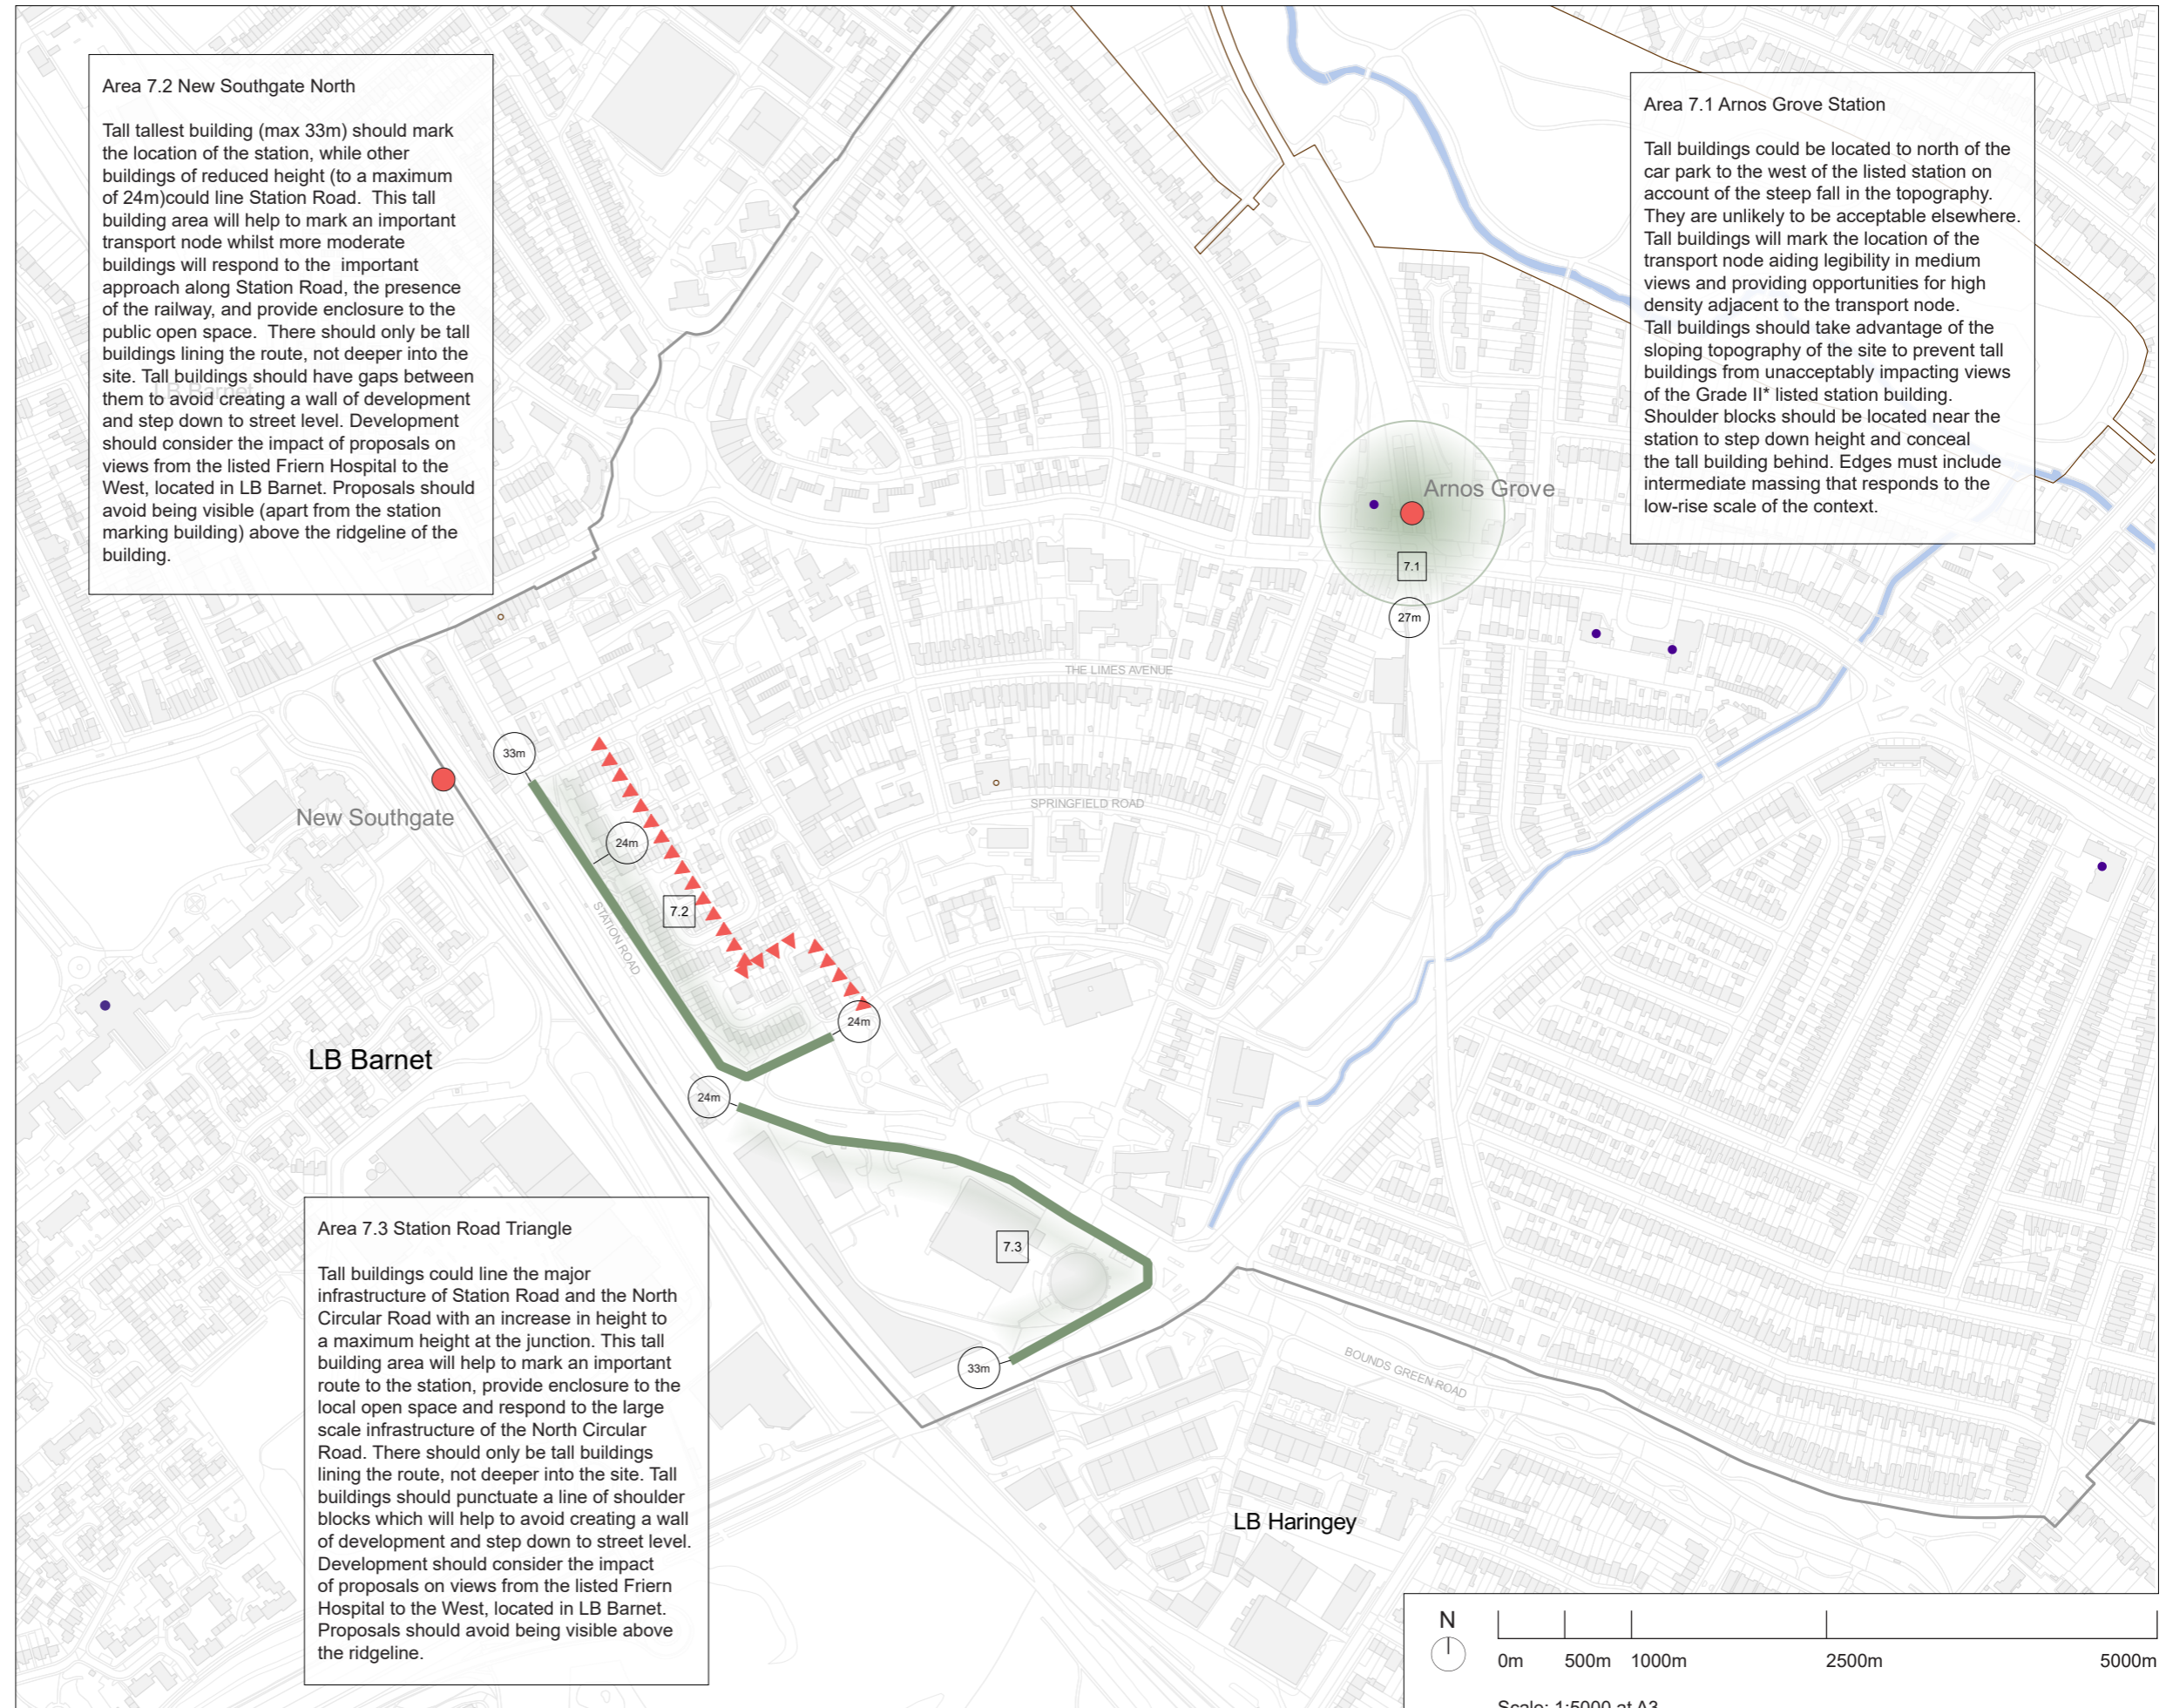 Area 7.2 New Southgate North
Tall tallest building (max 33m) should mark
the location of the station, while other
buildings of reduced height (to a maximum
of 24m)could line Station Road.  This tall
building area will help to mark an important
transport node whilst more moderate
buildings will respond to the  important
approach along Station Road, the presence
of the railway, and provide enclosure to the
public open space.  There should only be tall
buildings lining the route, not deeper into the
site. Tall buildings should have gaps between
them to avoid creating a wall of development
and step down to street level. Development
should consider the impact of proposals on
views from the listed Friern Hospital to the
West, located in LB Barnet. Proposals should
avoid being visible (apart from the station
marking building) above the ridgeline of the
building.
LB Barnet
Area 7.1 Arnos Grove Station
Tall buildings could be located to north of the
car park to the west of the listed station on
account of the steep fall in the topography.
They are unlikely to be acceptable elsewhere.
Tall buildings will mark the location of the
transport node aiding legibility in medium
views and providing opportunities for high
density adjacent to the transport node.
Tall buildings should take advantage of the
sloping topography of the site to prevent tall
buildings from unacceptably impacting views
of the Grade II* listed station building.
Shoulder blocks should be located near the
station to step down height and conceal
the tall building behind. Edges must include
intermediate massing that responds to the
low-rise scale of the context.
Arnos Grove
7.1
27m
THE LIMES AVENUE
33m
New Southgate
SPRINGFIELD ROAD
24m
7.2
STATION ROAD
24m
LB Barnet
24m
Area 7.3 Station Road Triangle
Tall buildings could line the major
infrastructure of Station Road and the North
Circular Road with an increase in height to
a maximum height at the junction. This tall
building area will help to mark an important
route to the station, provide enclosure to the
local open space and respond to the large
scale infrastructure of the North Circular
Road. There should only be tall buildings
lining the route, not deeper into the site. Tall
buildings should punctuate a line of shoulder
blocks which will help to avoid creating a wall
of development and step down to street level.
Development should consider the impact
of proposals on views from the listed Friern
Hospital to the West, located in LB Barnet.
Proposals should avoid being visible above
the ridgeline.
7.3
33m
BOUNDS GREEN ROAD
LB Haringey
N
0m 500m 1000m 2500m 5000m
Scale: 1:5000 at A3